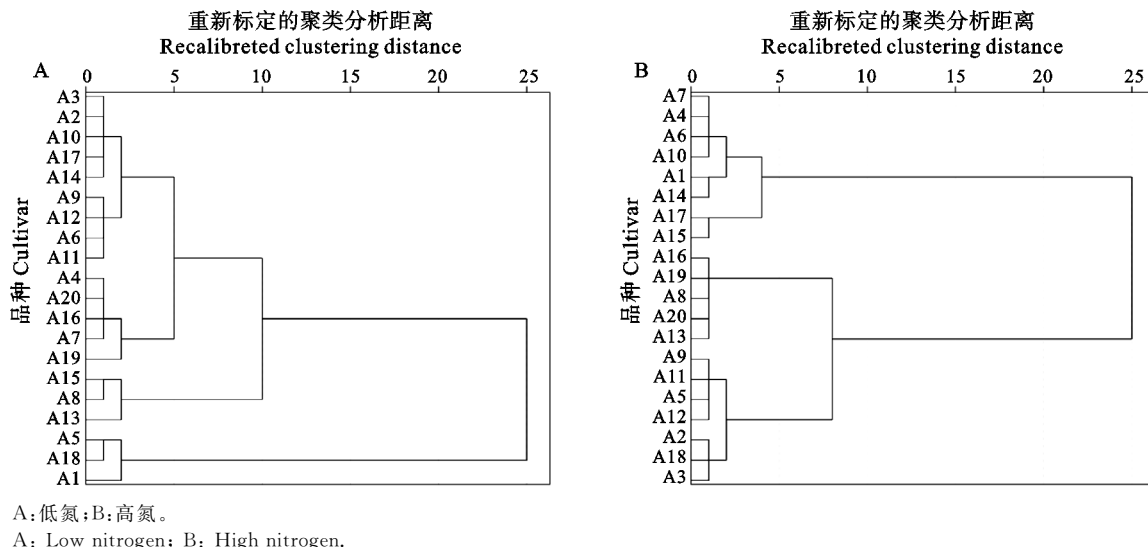 重新标定的聚类分析距离
Recalibreted clustering distance
A
0 5 10 15 20 25
品种 Cultivar
A3
A2
A10
A17
A14
A9
A12
A6
A11
A4
A20
A16
A7
A19
A15
A8
A13
A5
A18
A1
重新标定的聚类分析距离
Recalibreted clustering distance
B
0 5 10 15 20 25
品种 Cultivar
A7
A4
A6
A10
A1
A14
A17
A15
A16
A19
A8
A20
A13
A9
A11
A5
A12
A2
A18
A3
A:低氮;B:高氮。
A: Low nitrogen; B: High nitrogen.